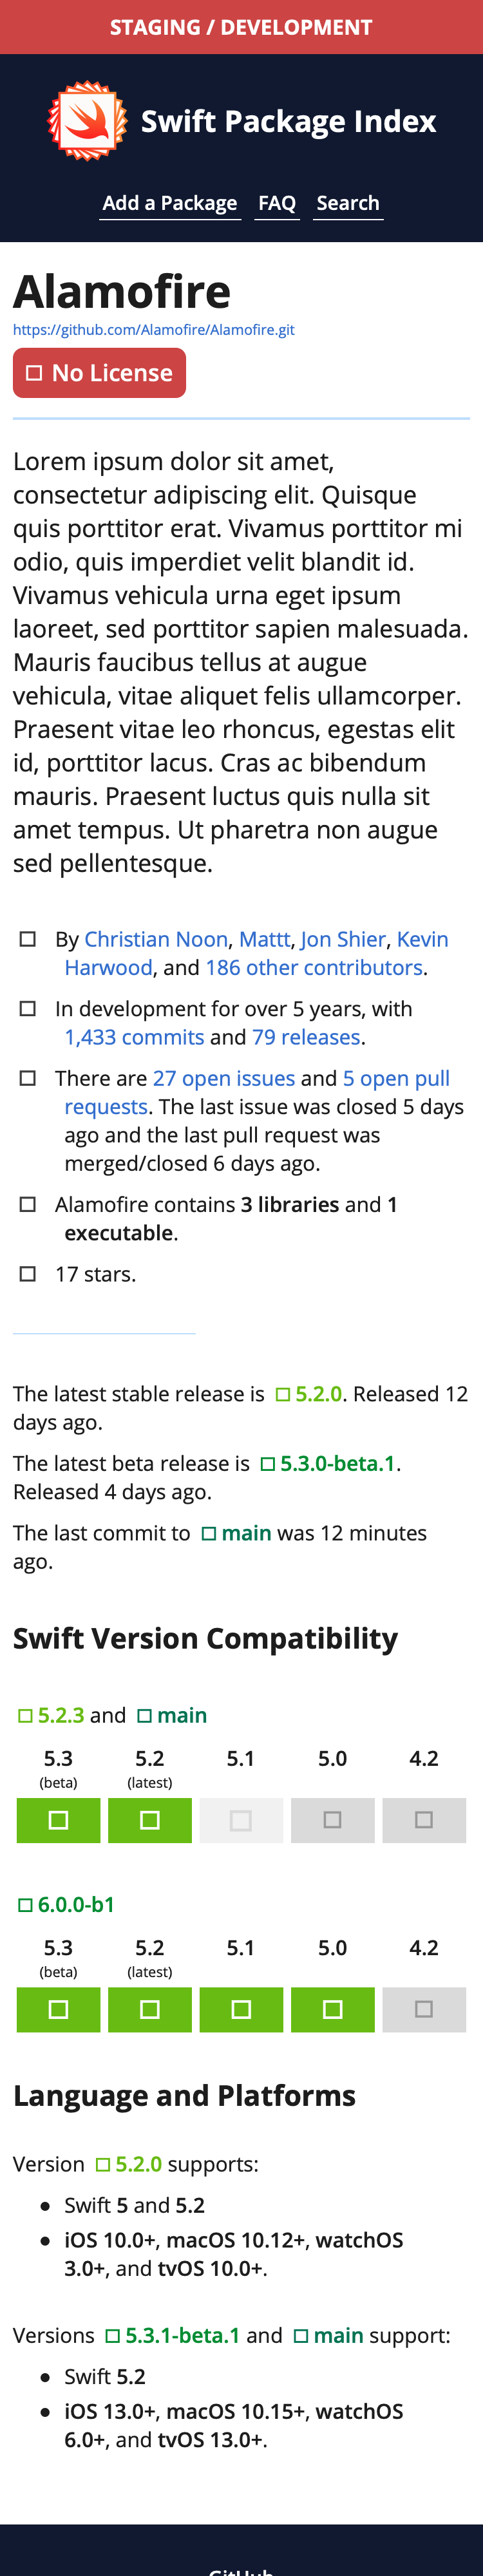 STAGING / DEVELOPMENT
Swift Package Index
Add a Package FAQ Search
Alamofire
https://github.com/Alamofire/Alamofire.git
No License
Lorem ipsum dolor sit amet,
consectetur adipiscing elit. Quisque
quis porttitor erat. Vivamus porttitor mi
odio, quis imperdiet velit blandit id.
Vivamus vehicula urna eget ipsum
laoreet, sed porttitor sapien malesuada.
Mauris faucibus tellus at augue
vehicula, vitae aliquet felis ullamcorper.
Praesent vitae leo rhoncus, egestas elit
id, porttitor lacus. Cras ac bibendum
mauris. Praesent luctus quis nulla sit
amet tempus. Ut pharetra non augue
sed pellentesque.
By Christian Noon, Mattt, Jon Shier, Kevin
Harwood, and 186 other contributors.
In development for over 5 years, with
1,433 commits and 79 releases.
There are 27 open issues and 5 open pull
requests. The last issue was closed 5 days
ago and the last pull request was
merged/closed 6 days ago.
Alamofire contains 3 libraries and 1
executable.
17 stars.
The latest stable release is 5.2.0. Released 12
days ago.
The latest beta release is 5.3.0-beta.1.
Released 4 days ago.
The last commit to main was 12 minutes
ago.
Swift Version Compatibility
5.2.3 and main
5.3 5.2 5.1 5.0 4.2
(beta) (latest)
6.0.0-b1
5.3 5.2 5.1 5.0 4.2
(beta) (latest)
Language and Platforms
Version 5.2.0 supports:
• Swift 5 and 5.2
• iOS 10.0+, macOS 10.12+, watchOS
3.0+, and tvOS 10.0+.
Versions 5.3.1-beta.1 and main support:
• Swift 5.2
• iOS 13.0+, macOS 10.15+, watchOS
6.0+, and tvOS 13.0+.
GitHub